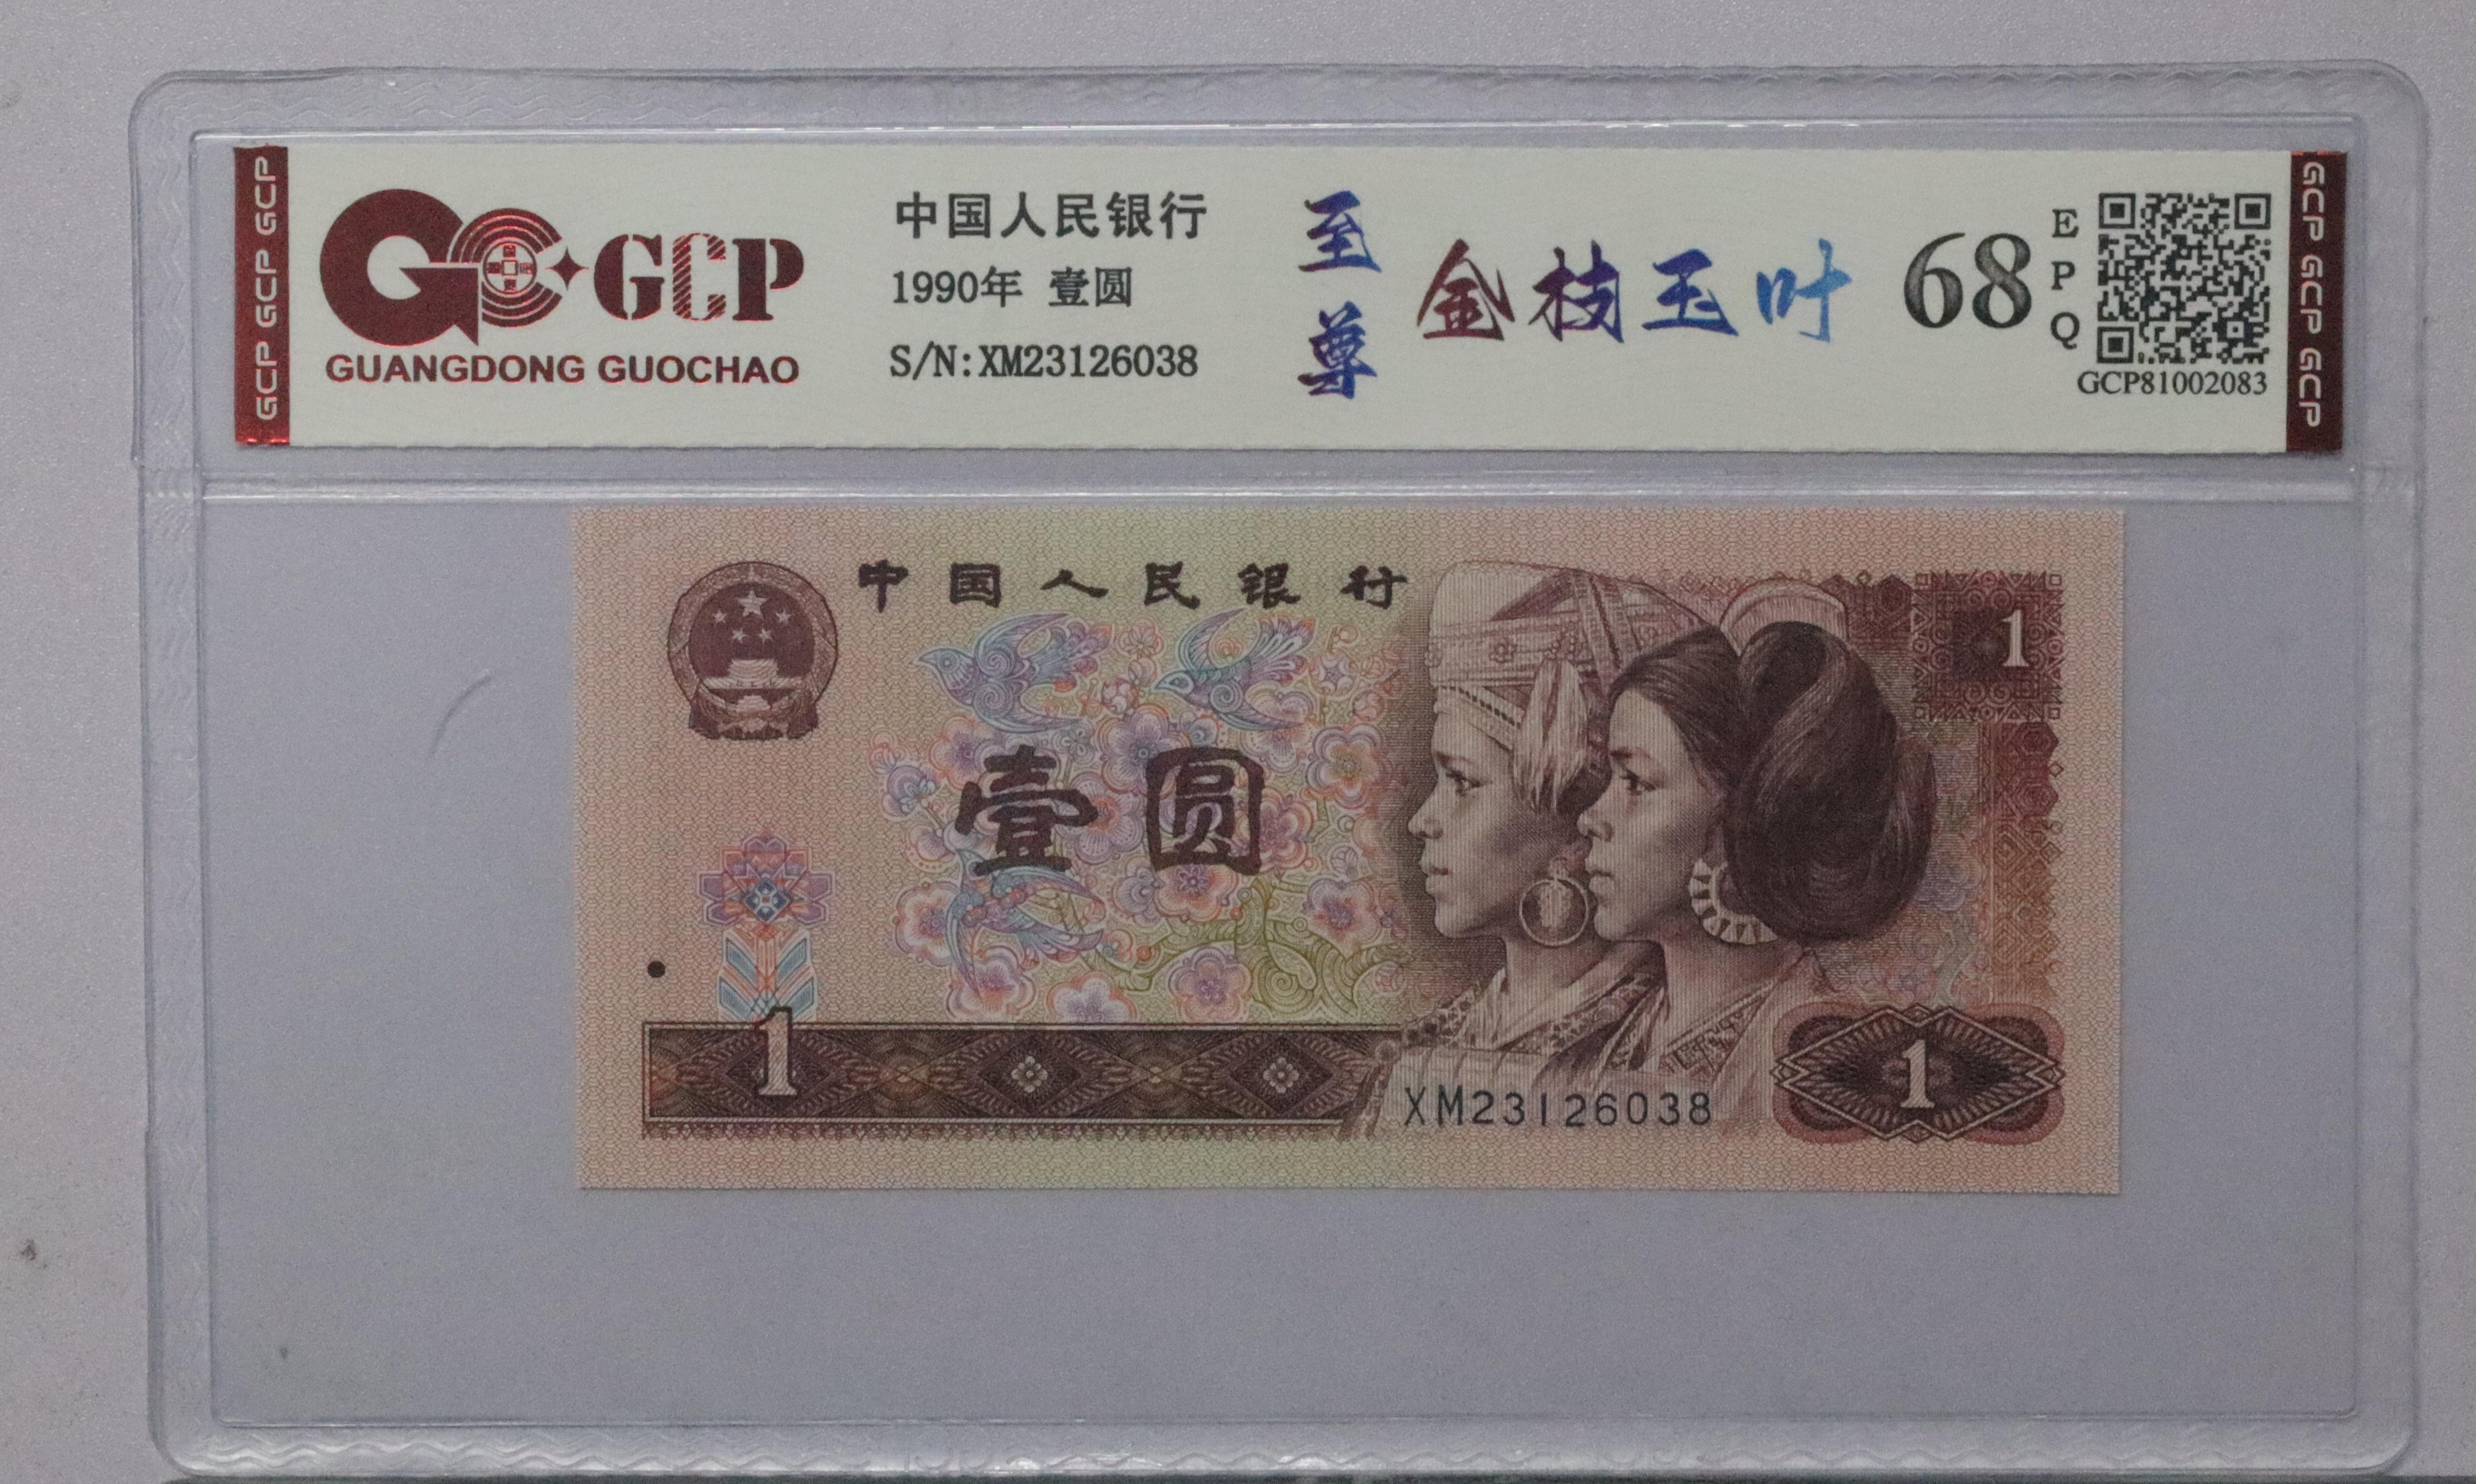 GCP GCP GCP
GCP
GUANGDONG GUOCHAO
中国人民银行
1990年 壹圆
S/N:XM23126038
至尊
金枝玉叶
68
EPQ
GCP81002083
GCP GCP GCP
中国人民银行
1
壹圆
1
XM23126038
1